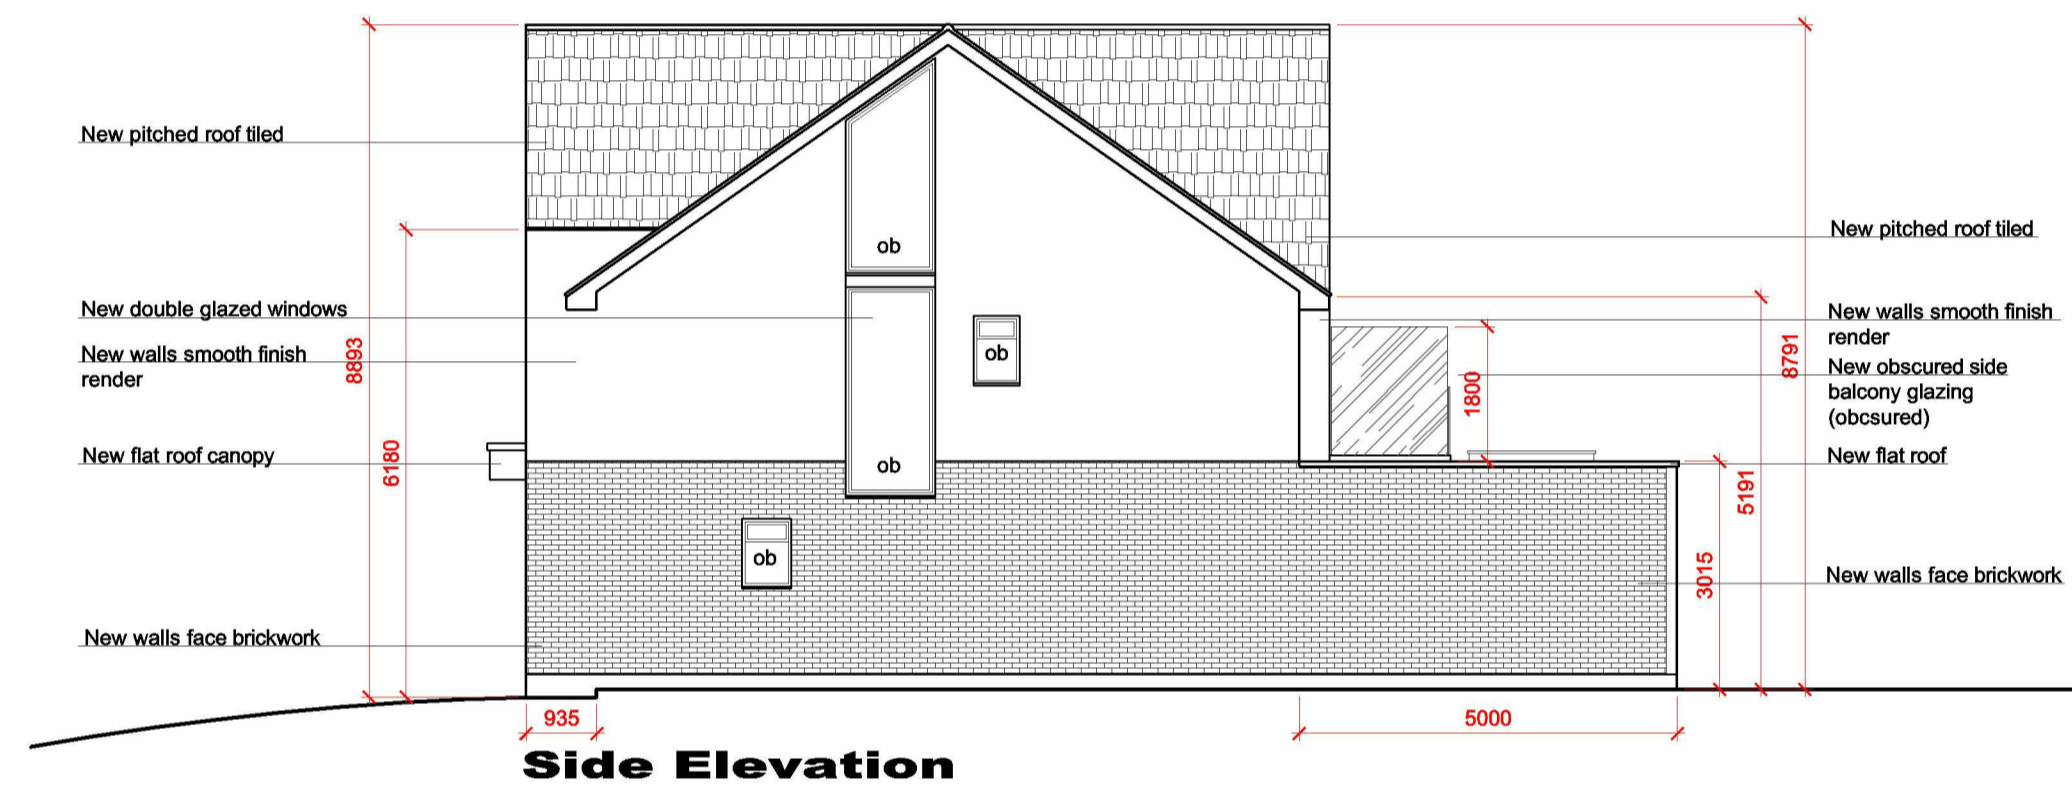 New pitched roof tiled
New double glazed windows
New walls smooth finish
render
New flat roof canopy
New walls face brickwork
8893
6180
ob
ob
ob
ob
935
5000
1800
3015
5191
8791
New pitched roof tiled
New walls smooth finish
render
New obscured side
balcony glazing
(obcsured)
New flat roof
New walls face brickwork
Side Elevation